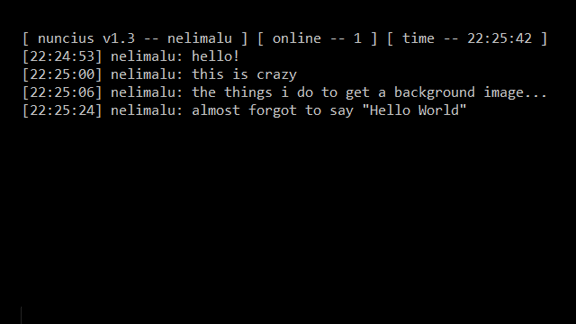 [ nuncius v1.3 -- nelimalu ] [ online -- 1 ] [ time -- 22:25:42 ]
[22:24:53] nelimalu: hello!
[22:25:00] nelimalu: this is crazy
[22:25:06] nelimalu: the things i do to get a background image...
[22:25:24] nelimalu: almost forgot to say "Hello World"